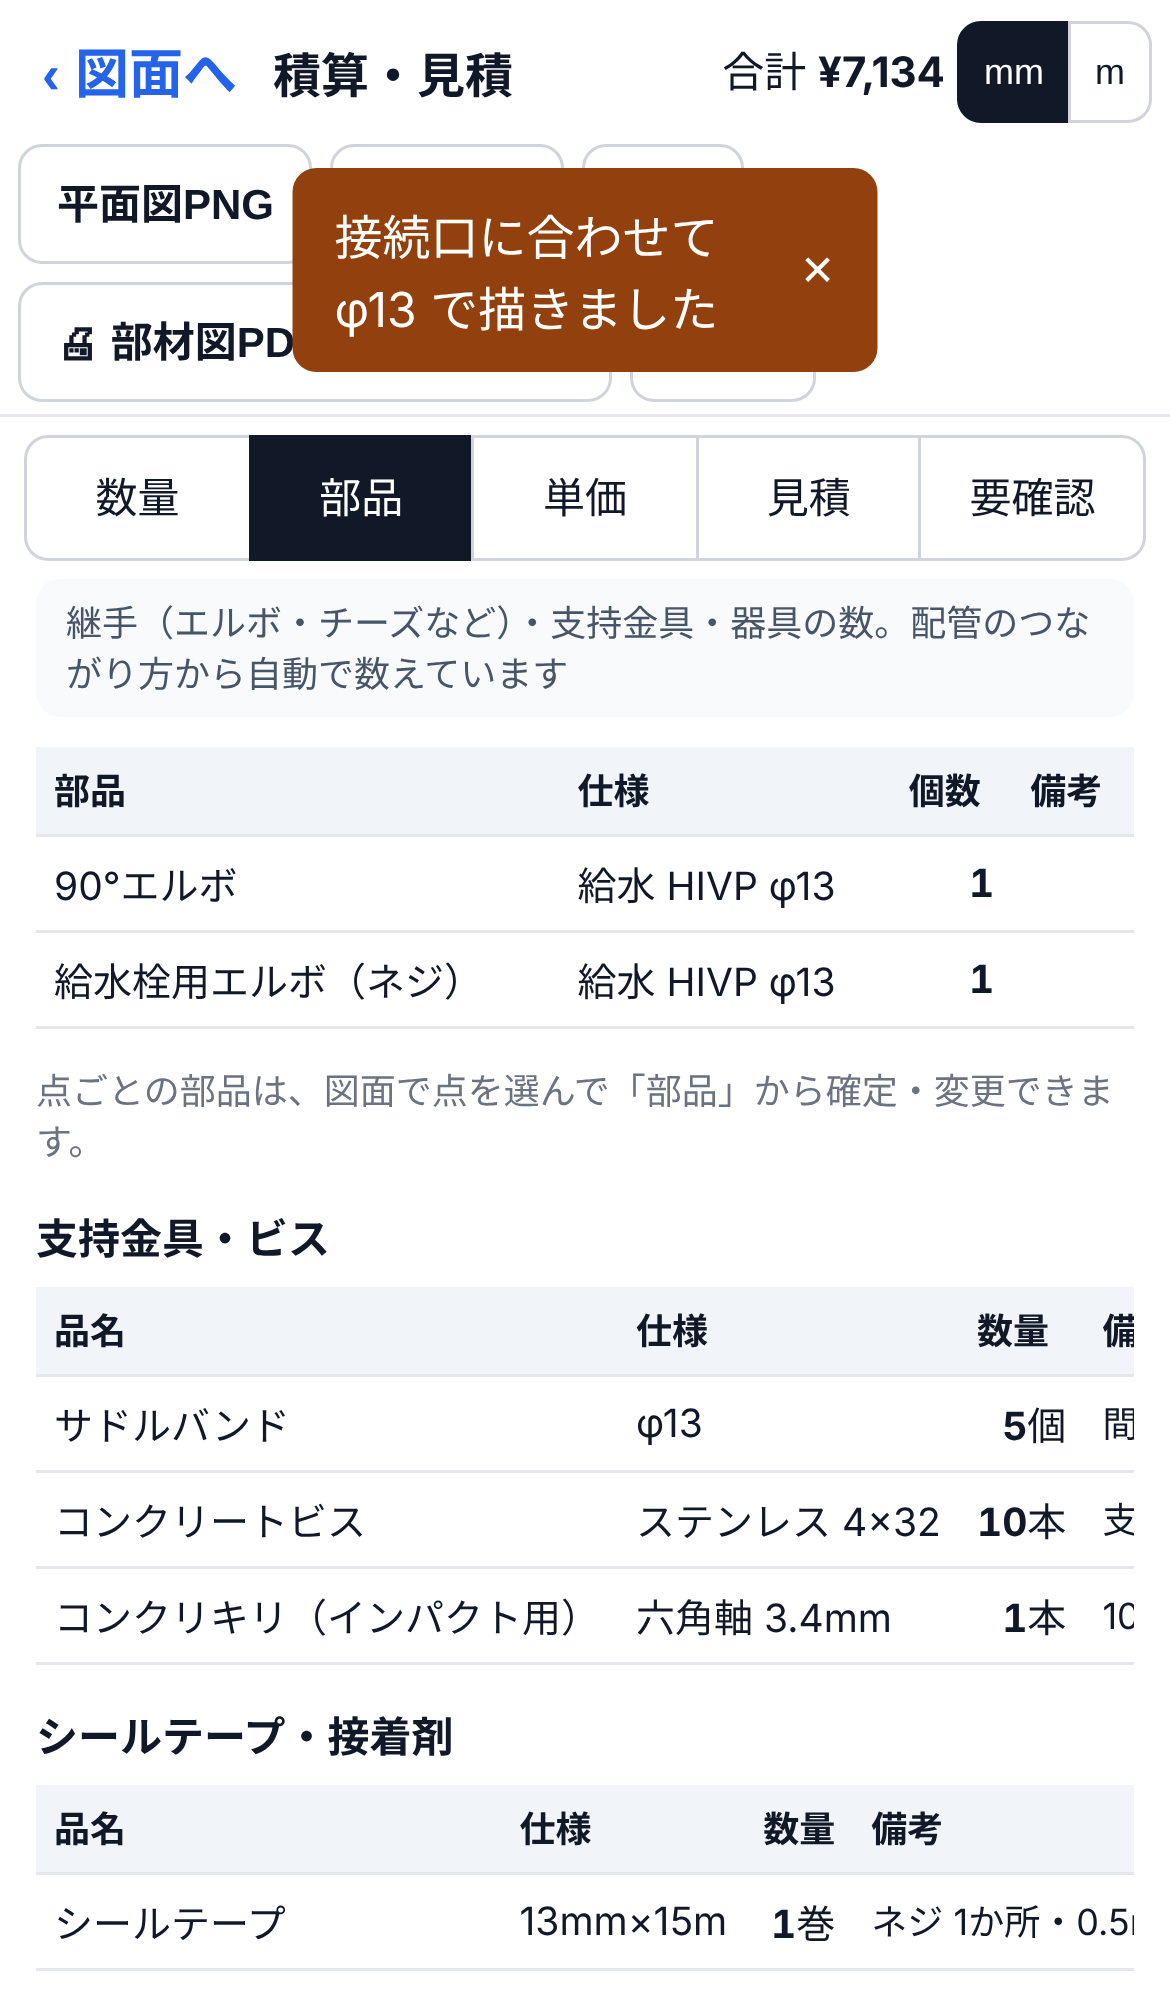 ‹ 図面へ 積算・見積 合計 ¥7,134 mm m
平面図PNG
接続口に合わせて
φ13 で描きました ×
部材図PD
数量 部品 単価 見積 要確認
継手（エルボ・チーズなど）・支持金具・器具の数。配管のつな
がり方から自動で数えています
部品 仕様 個数 備考
90°エルボ 給水 HIVP φ13 1
給水栓用エルボ（ネジ） 給水 HIVP φ13 1
点ごとの部品は、図面で点を選んで「部品」から確定・変更できま
す。
支持金具・ビス
品名 仕様 数量 備
サドルバンド φ13 5個 間
コンクリートビス ステンレス 4×32 10本 支
コンクリキリ（インパクト用） 六角軸 3.4mm 1本 10
シールテープ・接着剤
品名 仕様 数量 備考
シールテープ 13mm×15m 1巻 ネジ 1か所・0.5